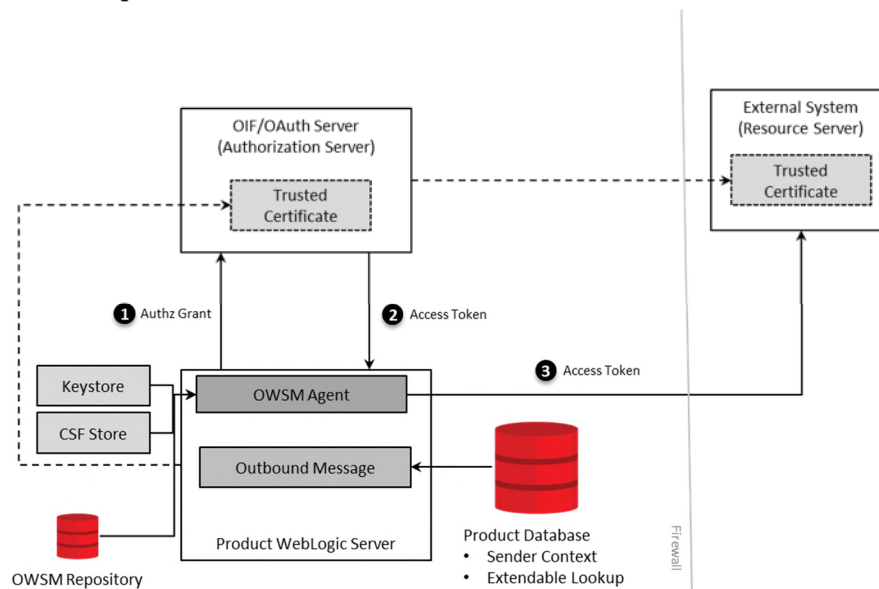 OIF/OAuth Server
(Authorization Server)
Trusted
Certificate
External System
(Resource Server)
Trusted
Certificate
1 Authz Grant
2 Access Token
3 Access Token
Keystore
CSF Store
OWSM Agent
Outbound Message
Product WebLogic Server
OWSM Repository
Product Database
• Sender Context
• Extendable Lookup
Firewall